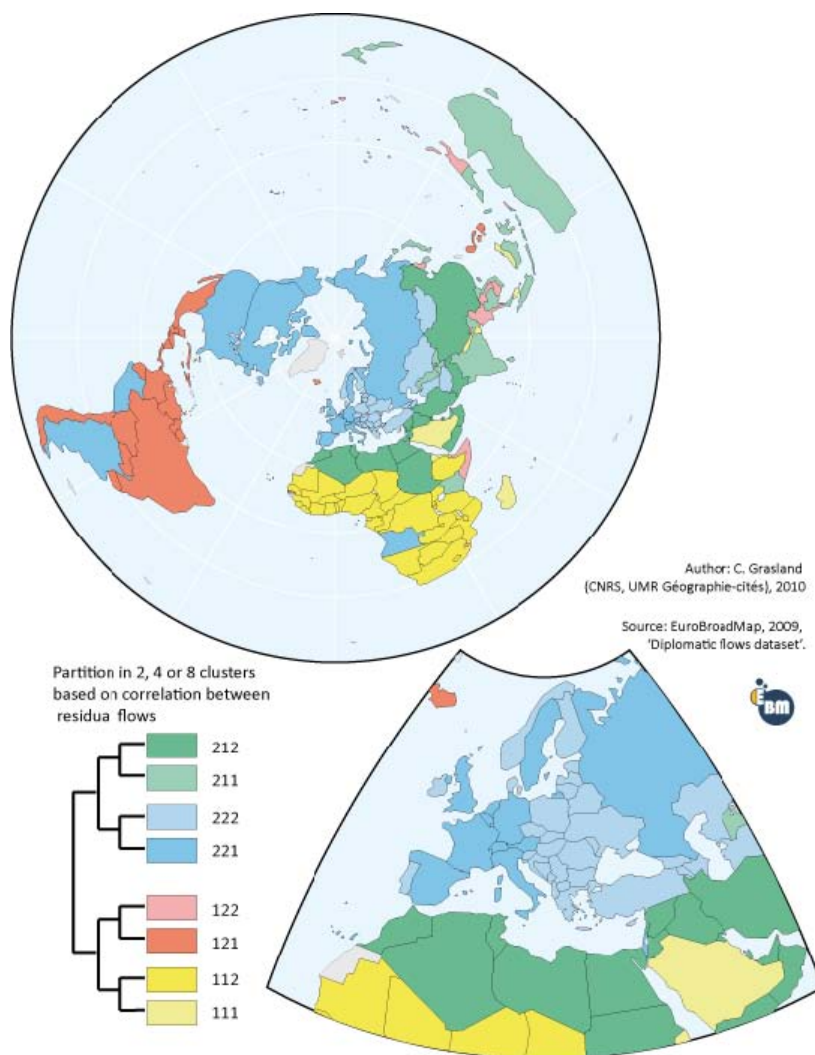 Author: C. Grasland
(CNRS, UMR Géographie-cités), 2010
Source: EuroBroadMap, 2009,
'Diplomatic flows dataset'.
EBM
Partition in 2, 4 or 8 clusters
based on correlation between
residual flows
212
211
222
221
122
121
112
111